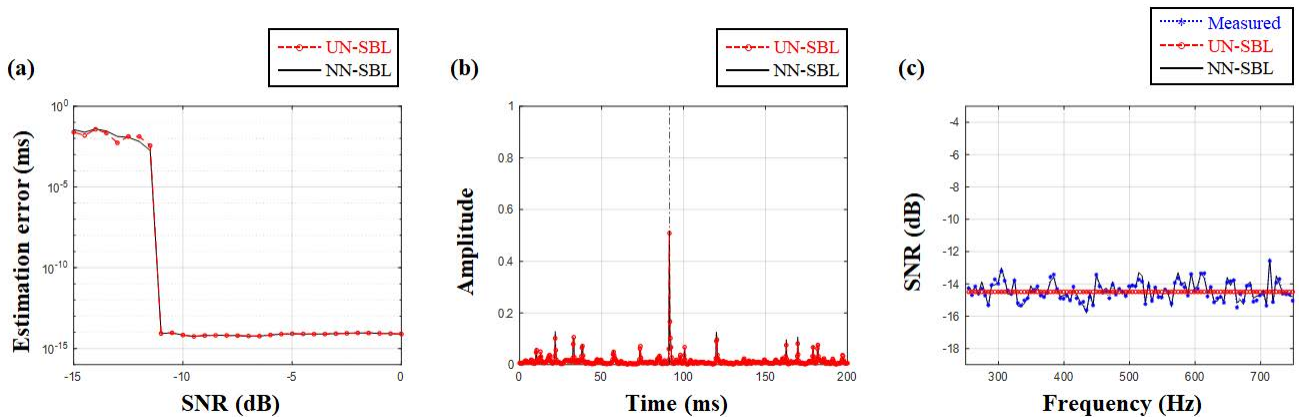 (a)
UN-SBL
NN-SBL
Estimation error (ms)
10^0
10^-5
10^-10
10^-15
-15
-10
-5
0
SNR (dB)
(b)
UN-SBL
NN-SBL
Amplitude
1
0.8
0.6
0.4
0.2
0
0
50
100
150
200
Time (ms)
(c)
Measured
UN-SBL
NN-SBL
SNR (dB)
-4
-6
-8
-10
-12
-14
-16
-18
300
400
500
600
700
Frequency (Hz)